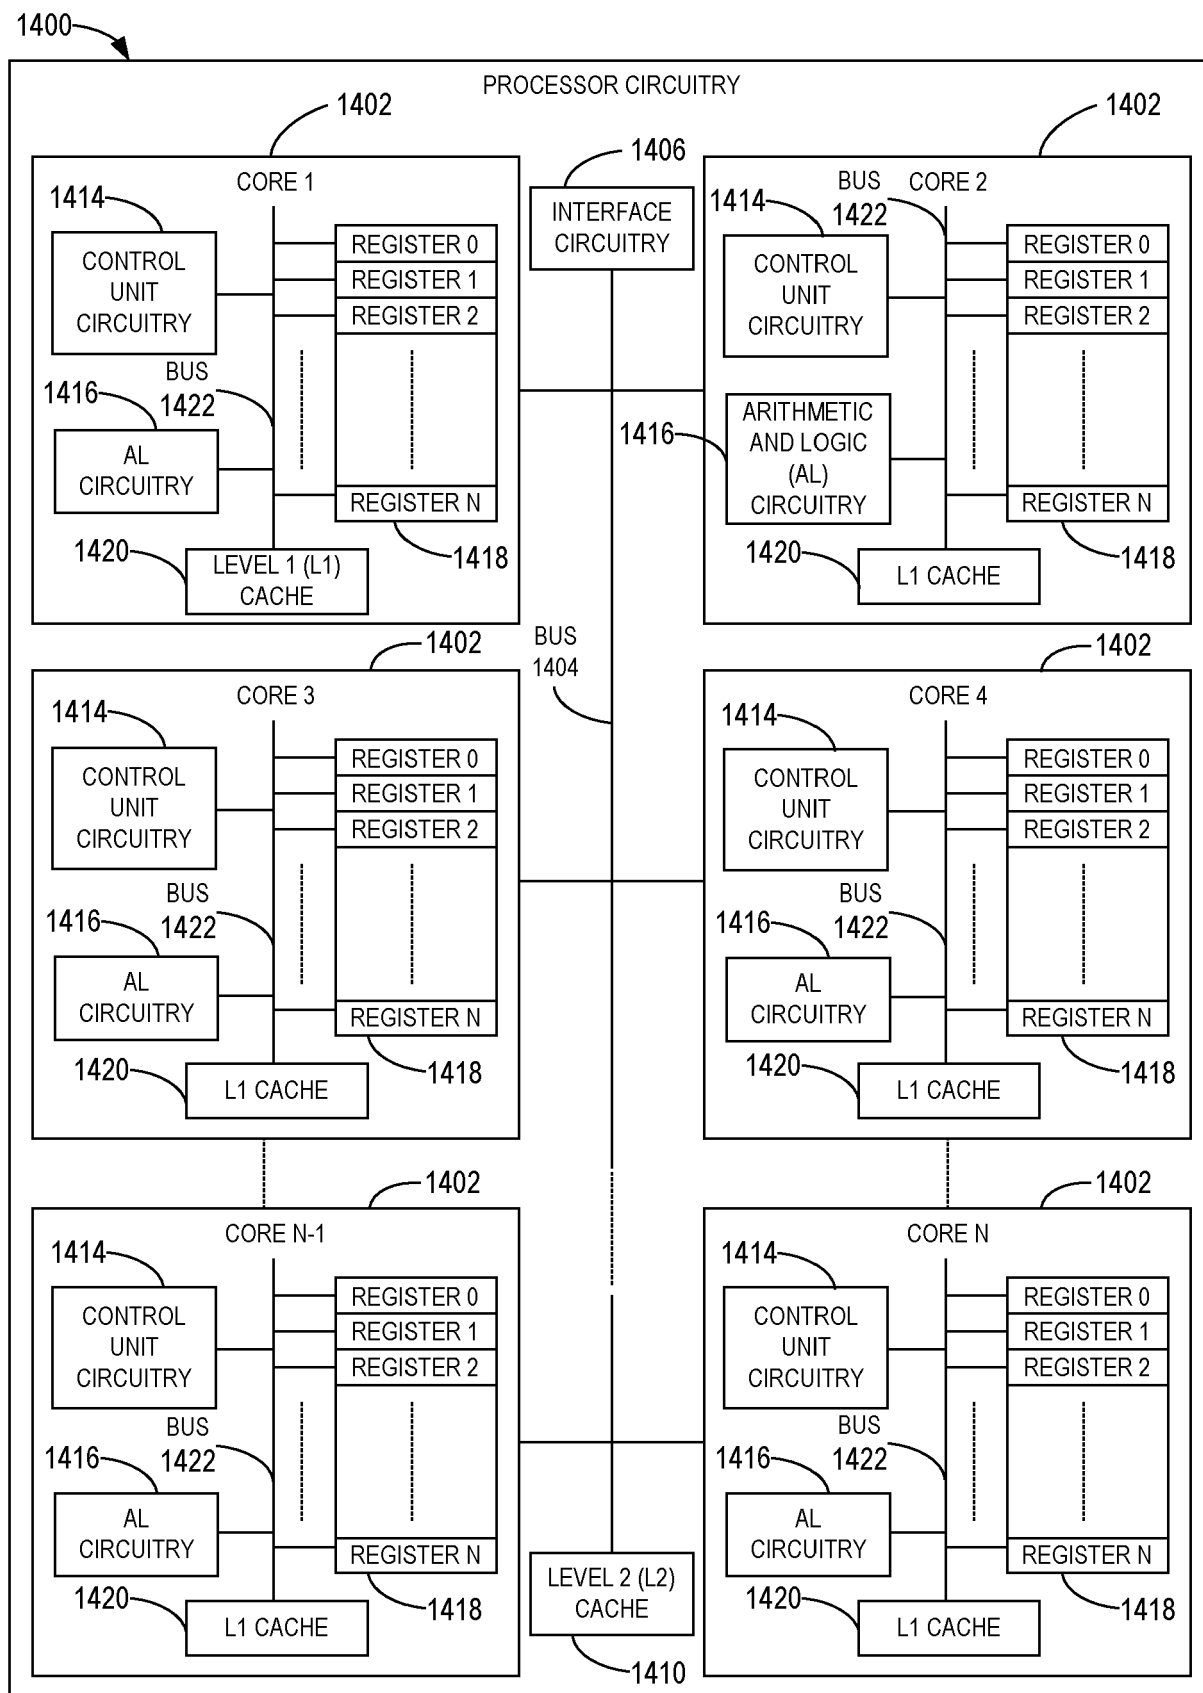 1400
PROCESSOR CIRCUITRY
1402
CORE 1
1414
CONTROL
UNIT
CIRCUITRY
REGISTER 0
REGISTER 1
REGISTER 2
BUS
1422
1416
AL
CIRCUITRY
REGISTER N
1418
1420
LEVEL 1 (L1)
CACHE
1406
INTERFACE
CIRCUITRY
1402
BUS
1422
CORE 2
1414
CONTROL
UNIT
CIRCUITRY
REGISTER 0
REGISTER 1
REGISTER 2
1416
ARITHMETIC
AND LOGIC
(AL)
CIRCUITRY
REGISTER N
1418
1420
L1 CACHE
BUS
1404
1402
CORE 3
1414
CONTROL
UNIT
CIRCUITRY
REGISTER 0
REGISTER 1
REGISTER 2
BUS
1422
1416
AL
CIRCUITRY
REGISTER N
1418
1420
L1 CACHE
1402
CORE 4
1414
CONTROL
UNIT
CIRCUITRY
REGISTER 0
REGISTER 1
REGISTER 2
BUS
1422
1416
AL
CIRCUITRY
REGISTER N
1418
1420
L1 CACHE
1402
CORE N-1
1414
CONTROL
UNIT
CIRCUITRY
REGISTER 0
REGISTER 1
REGISTER 2
BUS
1422
1416
AL
CIRCUITRY
REGISTER N
1418
1420
L1 CACHE
1402
CORE N
1414
CONTROL
UNIT
CIRCUITRY
REGISTER 0
REGISTER 1
REGISTER 2
BUS
1422
1416
AL
CIRCUITRY
REGISTER N
1418
1420
L1 CACHE
LEVEL 2 (L2)
CACHE
1410